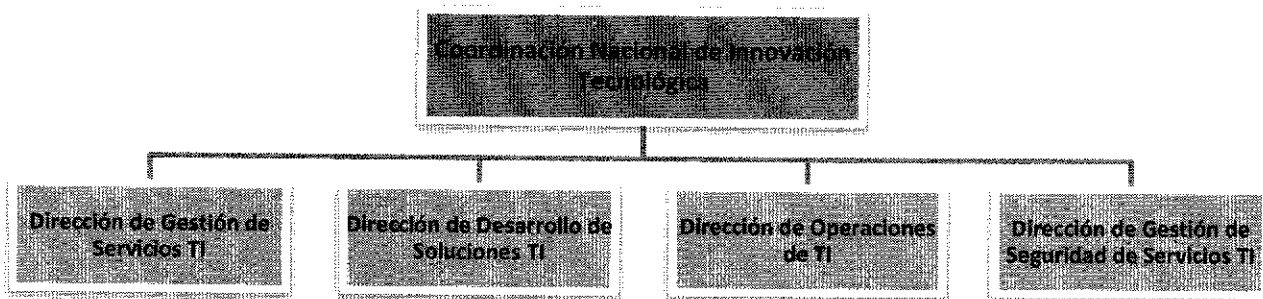 Coordinación Nacional de Innovación
Tecnológica
Dirección de Gestión de
Servicios TI
Dirección de Desarrollo de
Soluciones TI
Dirección de Operaciones
de TI
Dirección de Gestión de
Seguridad de Servicios TI